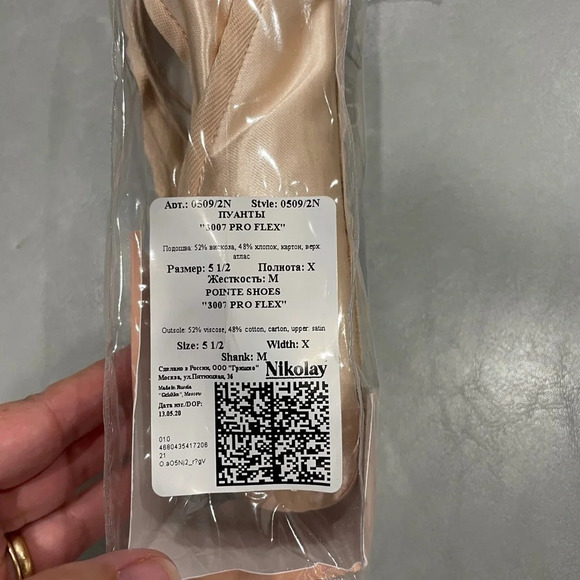 Арт.: 0509/2N Style: 0509/2N
ПУАНТЫ
"3007 PRO FLEX"
Подошва: 52% вискоза, 48% хлопок, картон, верх атлас
Размер: 5 1/2 Полнота: X
Жесткость: M
POINTE SHOES
"3007 PRO FLEX"
Outsole: 52% viscose, 48% cotton, carton, upper: satin
Size: 5 1/2 Width: X
Shank: M
Сделано в России, ООО "Гришко"
Москва, ул.Пятницкая,
Nikolay
Made in Russia
"Grishko", Moscow
Дата изг./DOP:
13.05.20
010
4680435417206
21